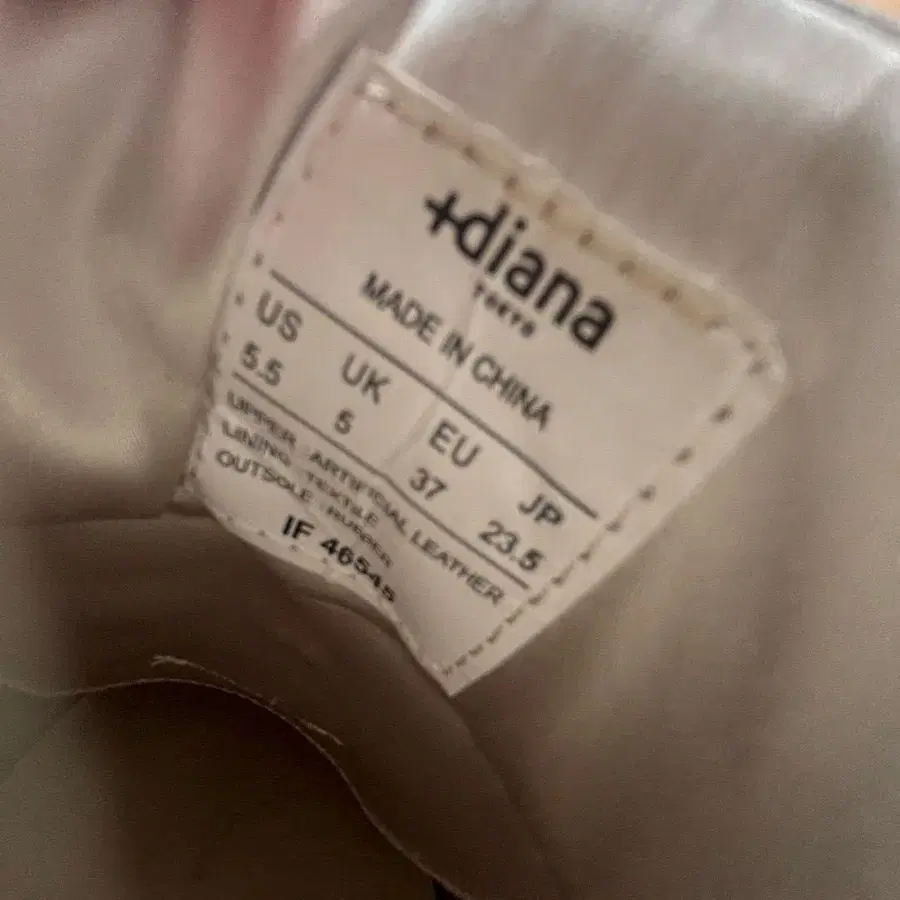 +diana
TOKYO
MADE IN CHINA
US UK EU JP
5.5 5 37 23.5
UPPER : ARTIFICIAL LEATHER
LINING : TEXTILE
OUTSOLE : RUBBER
IF 46545